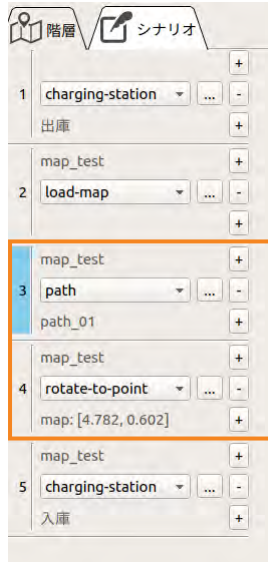 階層 シナリオ
+
1 charging-station ... -
出庫 +
map_test +
2 load-map ... -
+
map_test +
3 path ... -
path_01 +
map_test +
4 rotate-to-point ... -
map: [4.782, 0.602] +
map_test +
5 charging-station ... -
入庫 +